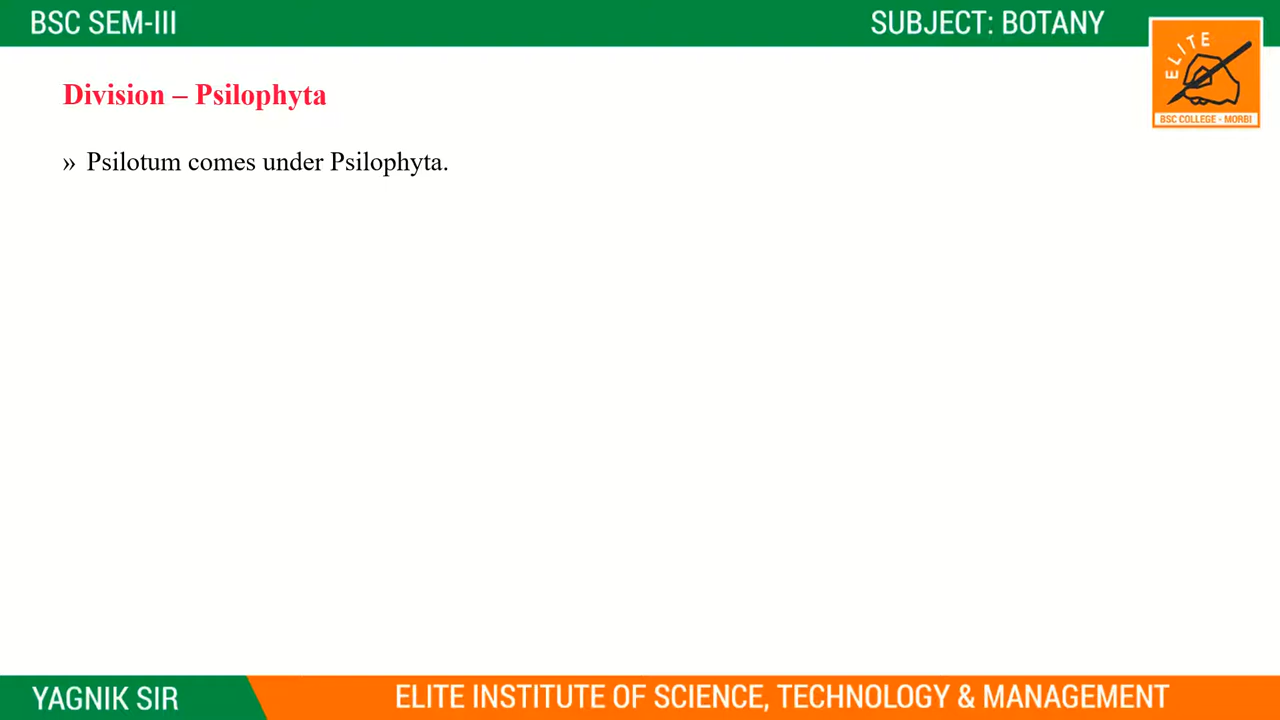 BSC SEM-III
SUBJECT: BOTANY
ELITE
BSC COLLEGE - MORBI
Division – Psilophyta
» Psilotum comes under Psilophyta.
YAGNIK SIR
ELITE INSTITUTE OF SCIENCE, TECHNOLOGY & MANAGEMENT